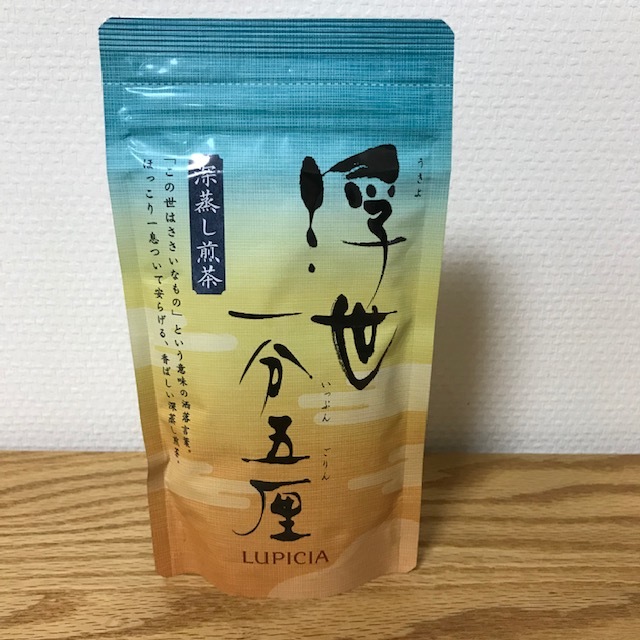 うきよ
浮世
いっぷん ごりん
一分五厘
深蒸し煎茶
「この世はささいなもの」という意味の洒落言葉。
ほっこり一息ついて安らげる、香ばしい深蒸し煎茶。
LUPICIA